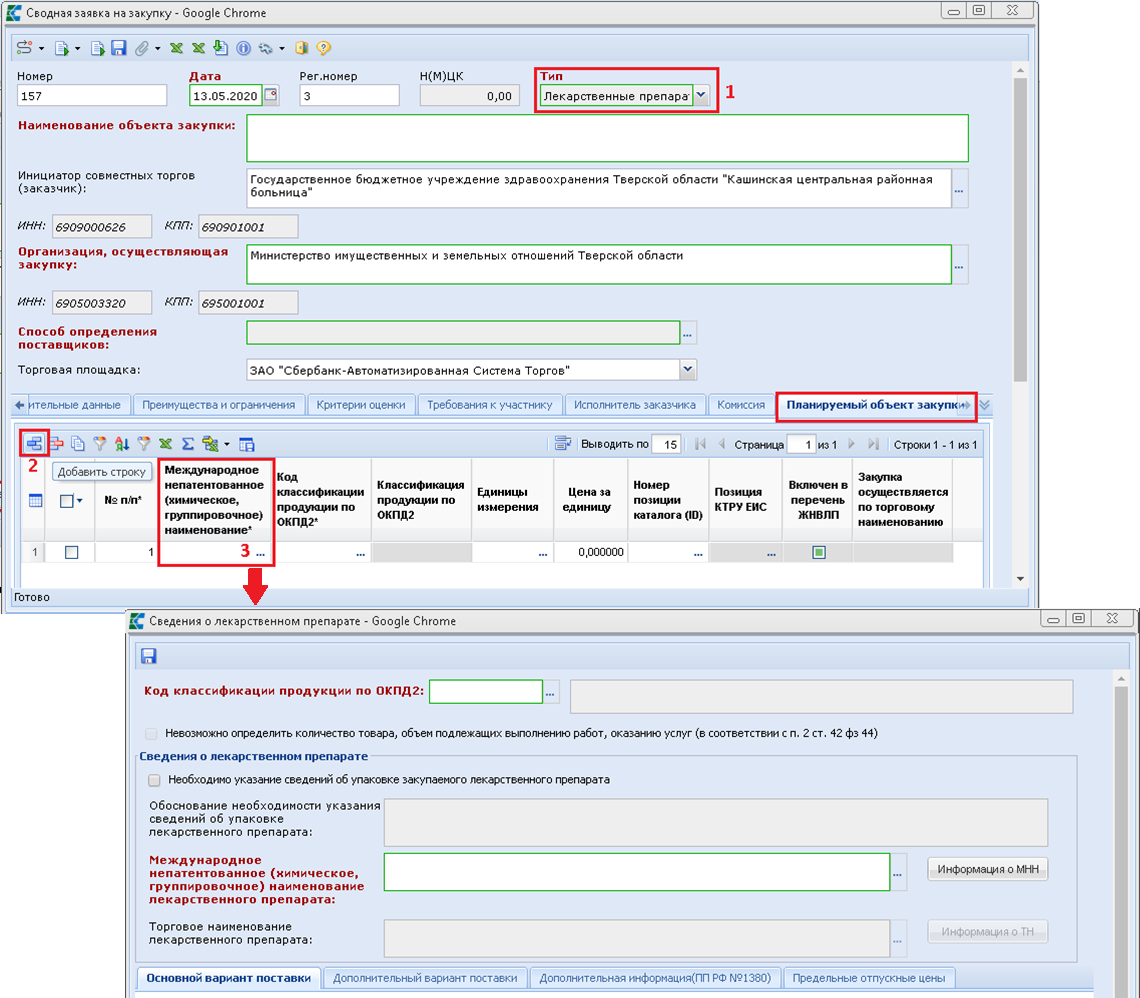 Сводная заявка на закупку - Google Chrome
Номер Дата Рег.номер Н(М)ЦК Тип
157 13.05.2020 3 0,00 Лекарственные препарат 1
Наименование объекта закупки:
Инициатор совместных торгов
(заказчик):
Государственное бюджетное учреждение здравоохранения Тверской области "Кашинская центральная районная
больница"
ИНН: 6909000626 КПП: 690901001
Организация, осуществляющая
закупку:
Министерство имущественных и земельных отношений Тверской области
ИНН: 6905003320 КПП: 695001001
Способ определения
поставщиков:
Торговая площадка: ЗАО "Сбербанк-Автоматизированная Система Торгов"
ительные данные Преимущества и ограничения Критерии оценки Требования к участнику Исполнитель заказчика Комиссия Планируемый объект закупки
Выводить по 15 Страница 1 из 1 Строки 1 - 1 из 1
2
Добавить строку
№ п/п*
Международное
непатентованное
(химическое,
группировочное)
наименование*
Код
классификации
продукции по
ОКПД2*
Классификация
продукции по
ОКПД2
Единицы
измерения
Цена за
единицу
Номер
позиции
каталога (ID)
Позиция
КТРУ ЕИС
Включен в
перечень
ЖНВЛП
Закупка
осуществляется
по торговому
наименованию
1 1 3 ... ... ... 0,000000 ... ...
Готово
Сведения о лекарственном препарате - Google Chrome
Код классификации продукции по ОКПД2: ...
Невозможно определить количество товара, объем подлежащих выполнению работ, оказанию услуг (в соответствии с п. 2 ст. 42 фз 44)
Сведения о лекарственном препарате
Необходимо указание сведений об упаковке закупаемого лекарственного препарата
Обоснование необходимости указания
сведений об упаковке
лекарственного препарата:
Международное
непатентованное (химическое,
группировочное) наименование
лекарственного препарата:
... Информация о МНН
Торговое наименование
лекарственного препарата:
... Информация о ТН
Основной вариант поставки Дополнительный вариант поставки Дополнительная информация(ПП РФ №1380) Предельные отпускные цены